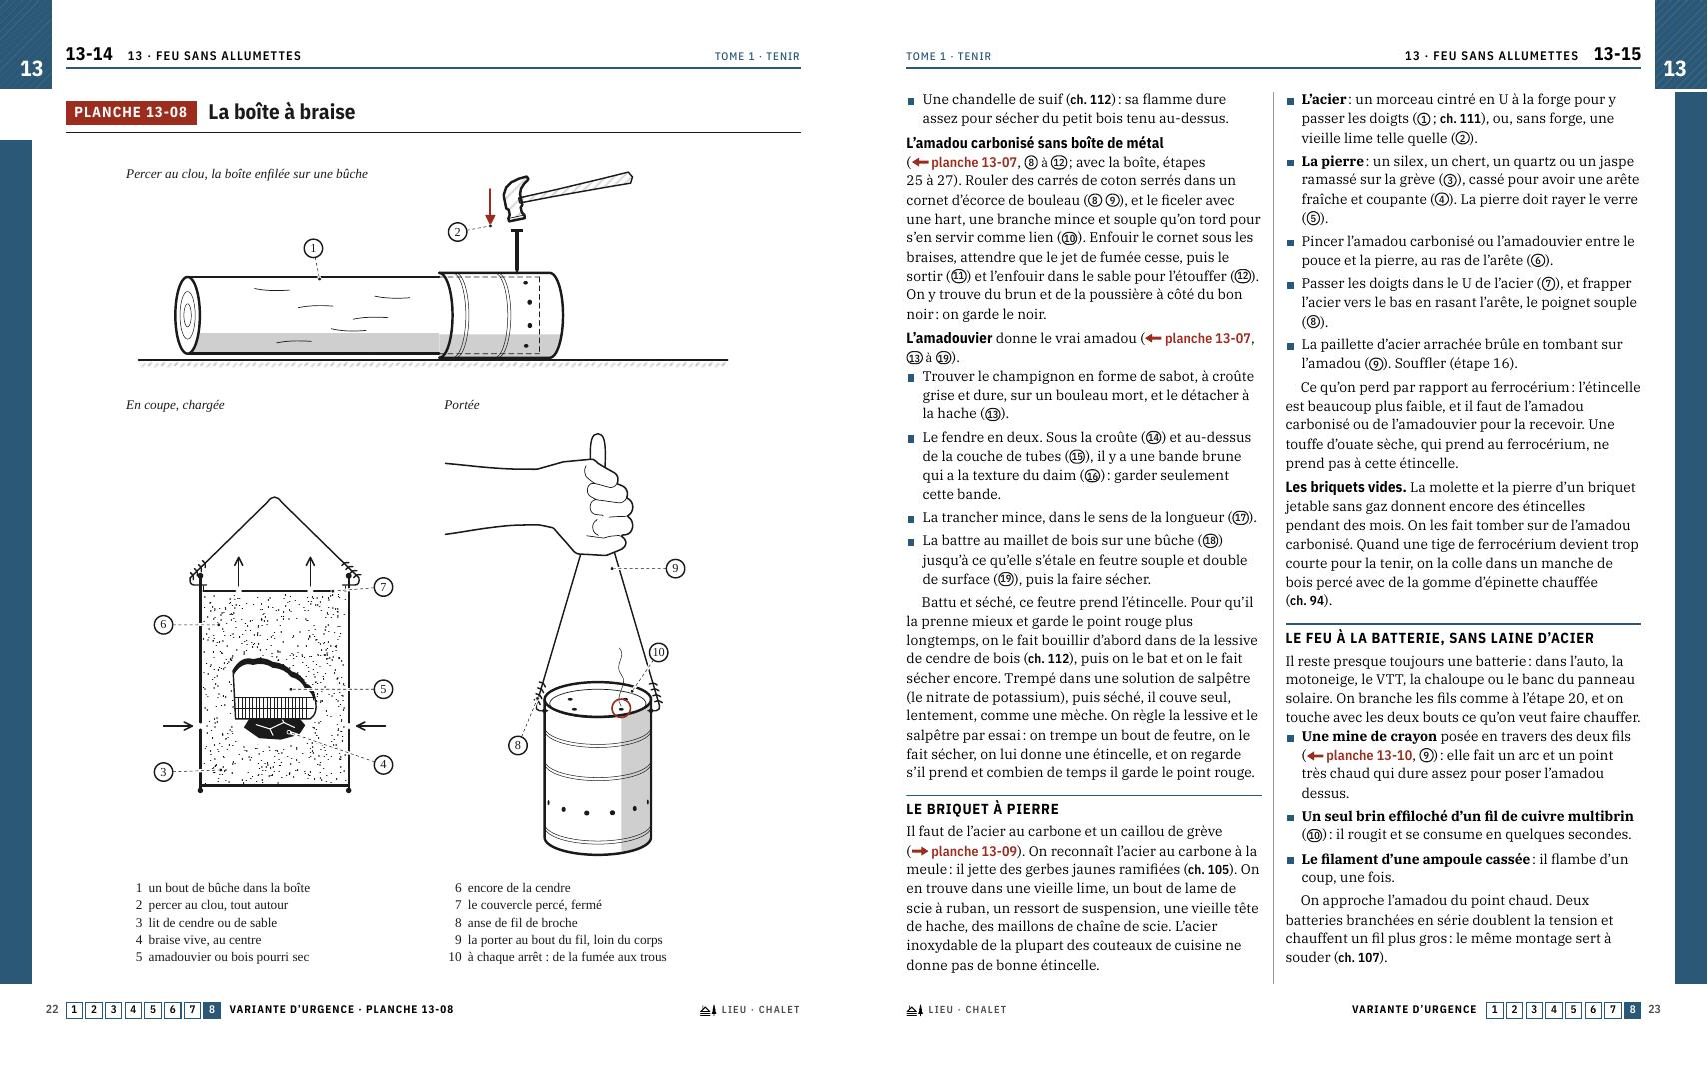 13
13-14 13 · FEU SANS ALLUMETTES
TOME 1 · TENIR
PLANCHE 13-08 La boîte à braise
Percer au clou, la boîte enfilée sur une bûche
1
2
En coupe, chargée
Portée
7
6
5
4
3
9
10
8
1 un bout de bûche dans la boîte
2 percer au clou, tout autour
3 lit de cendre ou de sable
4 braise vive, au centre
5 amadouvier ou bois pourri sec
6 encore de la cendre
7 le couvercle percé, fermé
8 anse de fil de broche
9 la porter au bout du fil, loin du corps
10 à chaque arrêt : de la fumée aux trous
22 1 2 3 4 5 6 7 8 VARIANTE D’URGENCE · PLANCHE 13-08
LIEU · CHALET
TOME 1 · TENIR
13 · FEU SANS ALLUMETTES 13-15
13
Une chandelle de suif (ch. 112) : sa flamme dure
assez pour sécher du petit bois tenu au-dessus.
L’amadou carbonisé sans boîte de métal
(← planche 13-07, ⑧ à ⑫ ; avec la boîte, étapes
25 à 27). Rouler des carrés de coton serrés dans un
cornet d’écorce de bouleau (⑧ ⑨), et le ficeler avec
une hart, une branche mince et souple qu’on tord pour
s’en servir comme lien (⑩). Enfouir le cornet sous les
braises, attendre que le jet de fumée cesse, puis le
sortir (⑪) et l’enfouir dans le sable pour l’étouffer (⑫).
On y trouve du brun et de la poussière à côté du bon
noir : on garde le noir.
L’amadouvier donne le vrai amadou (← planche 13-07,
⑬ à ⑲).
Trouver le champignon en forme de sabot, à croûte
grise et dure, sur un bouleau mort, et le détacher à
la hache (⑬).
Le fendre en deux. Sous la croûte (⑭) et au-dessus
de la couche de tubes (⑮), il y a une bande brune
qui a la texture du daim (⑯) : garder seulement
cette bande.
La trancher mince, dans le sens de la longueur (⑰).
La battre au maillet de bois sur une bûche (⑱)
jusqu’à ce qu’elle s’étale en feutre souple et double
de surface (⑲), puis la faire sécher.
Battu et séché, ce feutre prend l’étincelle. Pour qu’il
la prenne mieux et garde le point rouge plus
longtemps, on le fait bouillir d’abord dans de la lessive
de cendre de bois (ch. 112), puis on le bat et on le fait
sécher encore. Trempé dans une solution de salpêtre
(le nitrate de potassium), puis séché, il couve seul,
lentement, comme une mèche. On règle la lessive et le
salpêtre par essai : on trempe un bout de feutre, on le
fait sécher, on lui donne une étincelle, et on regarde
s’il prend et combien de temps il garde le point rouge.
LE BRIQUET À PIERRE
Il faut de l’acier au carbone et un caillou de grève
(→ planche 13-09). On reconnaît l’acier au carbone à la
meule : il jette des gerbes jaunes ramifiées (ch. 105). On
en trouve dans une vieille lime, un bout de lame de
scie à ruban, un ressort de suspension, une vieille tête
de hache, des maillons de chaîne de scie. L’acier
inoxydable de la plupart des couteaux de cuisine ne
donne pas de bonne étincelle.
L’acier : un morceau cintré en U à la forge pour y
passer les doigts (① ; ch. 111), ou, sans forge, une
vieille lime telle quelle (②).
La pierre : un silex, un chert, un quartz ou un jaspe
ramassé sur la grève (③), cassé pour avoir une arête
fraîche et coupante (④). La pierre doit rayer le verre
(⑤).
Pincer l’amadou carbonisé ou l’amadouvier entre le
pouce et la pierre, au ras de l’arête (⑥).
Passer les doigts dans le U de l’acier (⑦), et frapper
l’acier vers le bas en rasant l’arête, le poignet souple
(⑧).
La paillette d’acier arrachée brûle en tombant sur
l’amadou (⑨). Souffler (étape 16).
Ce qu’on perd par rapport au ferrocérium : l’étincelle
est beaucoup plus faible, et il faut de l’amadou
carbonisé ou de l’amadouvier pour la recevoir. Une
touffe d’ouate sèche, qui prend au ferrocérium, ne
prend pas à cette étincelle.
Les briquets vides. La molette et la pierre d’un briquet
jetable sans gaz donnent encore des étincelles
pendant des mois. On les fait tomber sur de l’amadou
carbonisé. Quand une tige de ferrocérium devient trop
courte pour la tenir, on la colle dans un manche de
bois percé avec de la gomme d’épinette chauffée
(ch. 94).
LE FEU À LA BATTERIE, SANS LAINE D’ACIER
Il reste presque toujours une batterie : dans l’auto, la
motoneige, le VTT, la chaloupe ou le banc du panneau
solaire. On branche les fils comme à l’étape 20, et on
touche avec les deux bouts ce qu’on veut faire chauffer.
Une mine de crayon posée en travers des deux fils
(← planche 13-10, ⑨) : elle fait un arc et un point
très chaud qui dure assez pour poser l’amadou
dessus.
Un seul brin effiloché d’un fil de cuivre multibrin
(⑩) : il rougit et se consume en quelques secondes.
Le filament d’une ampoule cassée : il flambe d’un
coup, une fois.
On approche l’amadou du point chaud. Deux
batteries branchées en série doublent la tension et
chauffent un fil plus gros : le même montage sert à
souder (ch. 107).
LIEU · CHALET
VARIANTE D’URGENCE 1 2 3 4 5 6 7 8 23